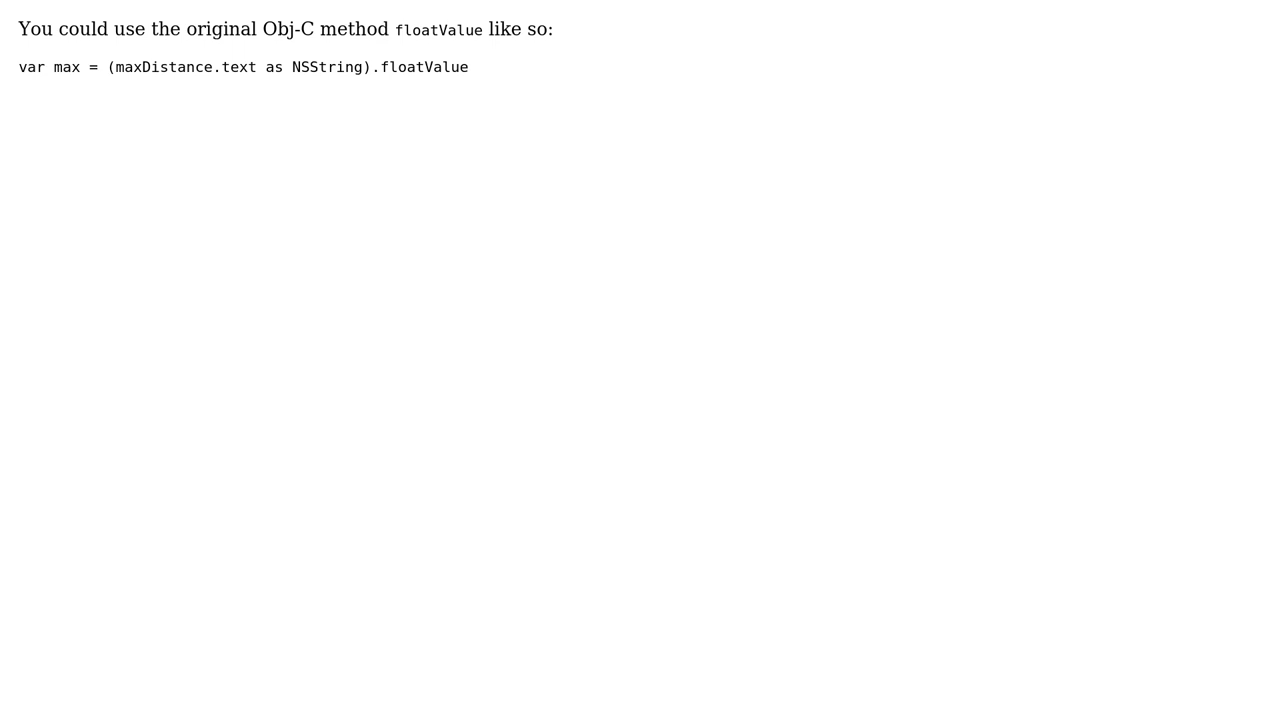 You could use the original Obj-C method floatValue like so:
var max = (maxDistance.text as NSString).floatValue